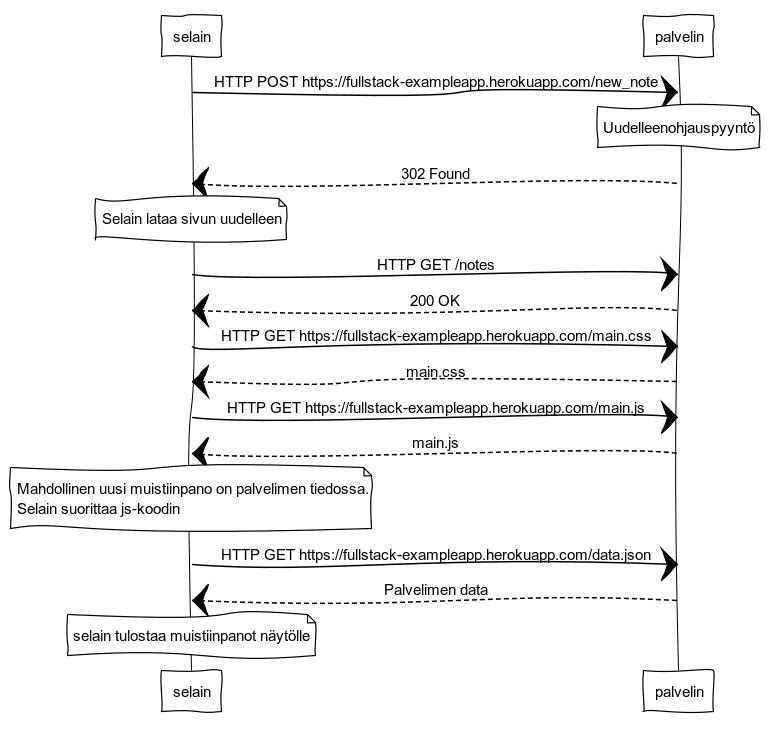 selain
palvelin
HTTP POST https://fullstack-exampleapp.herokuapp.com/new_note
Uudelleenohjauspyyntö
302 Found
Selain lataa sivun uudelleen
HTTP GET /notes
200 OK
HTTP GET https://fullstack-exampleapp.herokuapp.com/main.css
main.css
HTTP GET https://fullstack-exampleapp.herokuapp.com/main.js
main.js
Mahdollinen uusi muistiinpano on palvelimen tiedossa.
Selain suorittaa js-koodin
HTTP GET https://fullstack-exampleapp.herokuapp.com/data.json
Palvelimen data
selain tulostaa muistiinpanot näytölle
selain
palvelin